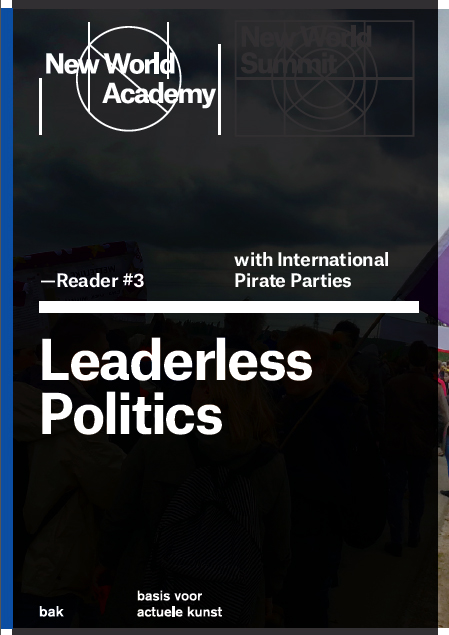 New World
Academy
New World
Summit
—Reader #3
with International
Pirate Parties
Leaderless
Politics
bak
basis voor
actuele kunst